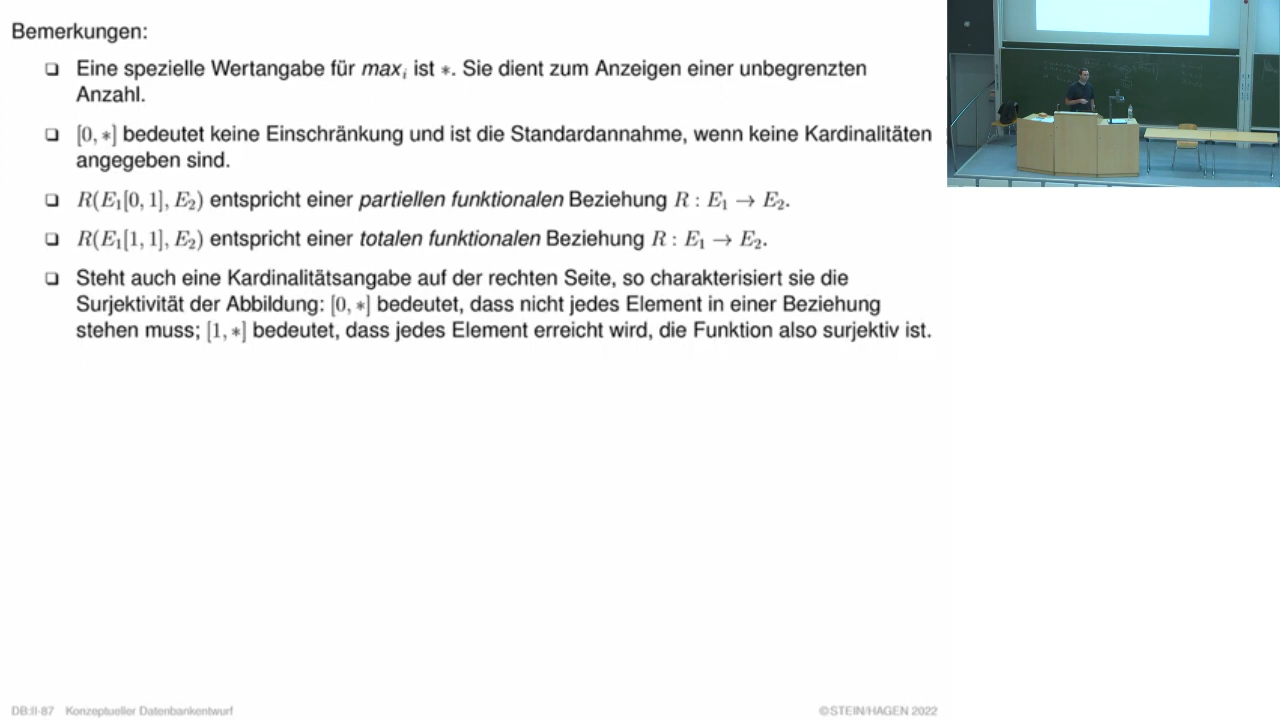 Bemerkungen:
❑ Eine spezielle Wertangabe für max_i ist ∗. Sie dient zum Anzeigen einer unbegrenzten
Anzahl.
❑ [0, ∗] bedeutet keine Einschränkung und ist die Standardannahme, wenn keine Kardinalitäten
angegeben sind.
❑ R(E₁[0, 1], E₂) entspricht einer partiellen funktionalen Beziehung R : E₁ → E₂.
❑ R(E₁[1, 1], E₂) entspricht einer totalen funktionalen Beziehung R : E₁ → E₂.
❑ Steht auch eine Kardinalitätsangabe auf der rechten Seite, so charakterisiert sie die
Surjektivität der Abbildung: [0, ∗] bedeutet, dass nicht jedes Element in einer Beziehung
stehen muss; [1, ∗] bedeutet, dass jedes Element erreicht wird, die Funktion also surjektiv ist.
DB:II-87 Konzeptueller Datenbankentwurf
©STEIN/HAGEN 2022